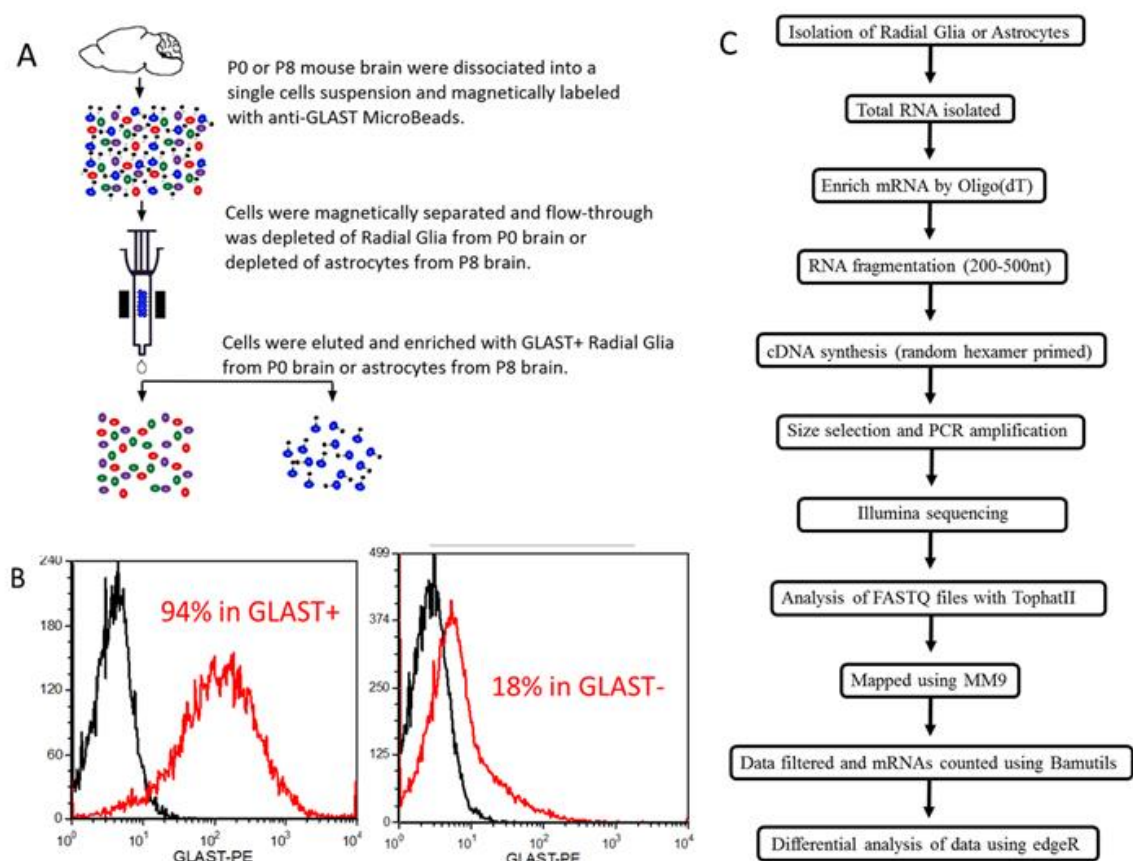 A
P0 or P8 mouse brain were dissociated into a
single cells suspension and magnetically labeled
with anti-GLAST MicroBeads.
Cells were magnetically separated and flow-through
was depleted of Radial Glia from P0 brain or
depleted of astrocytes from P8 brain.
Cells were eluted and enriched with GLAST+ Radial Glia
from P0 brain or astrocytes from P8 brain.
B
240
180
120
60
0
94% in GLAST+
10⁰ 10¹ 10² 10³ 10⁴
GLAST-PE
499
374
250
125
0
18% in GLAST-
10⁰ 10¹ 10² 10³ 10⁴
GLAST-PE
C
Isolation of Radial Glia or Astrocytes
Total RNA isolated
Enrich mRNA by Oligo(dT)
RNA fragmentation (200-500nt)
cDNA synthesis (random hexamer primed)
Size selection and PCR amplification
Illumina sequencing
Analysis of FASTQ files with TophatII
Mapped using MM9
Data filtered and mRNAs counted using Bamutils
Differential analysis of data using edgeR